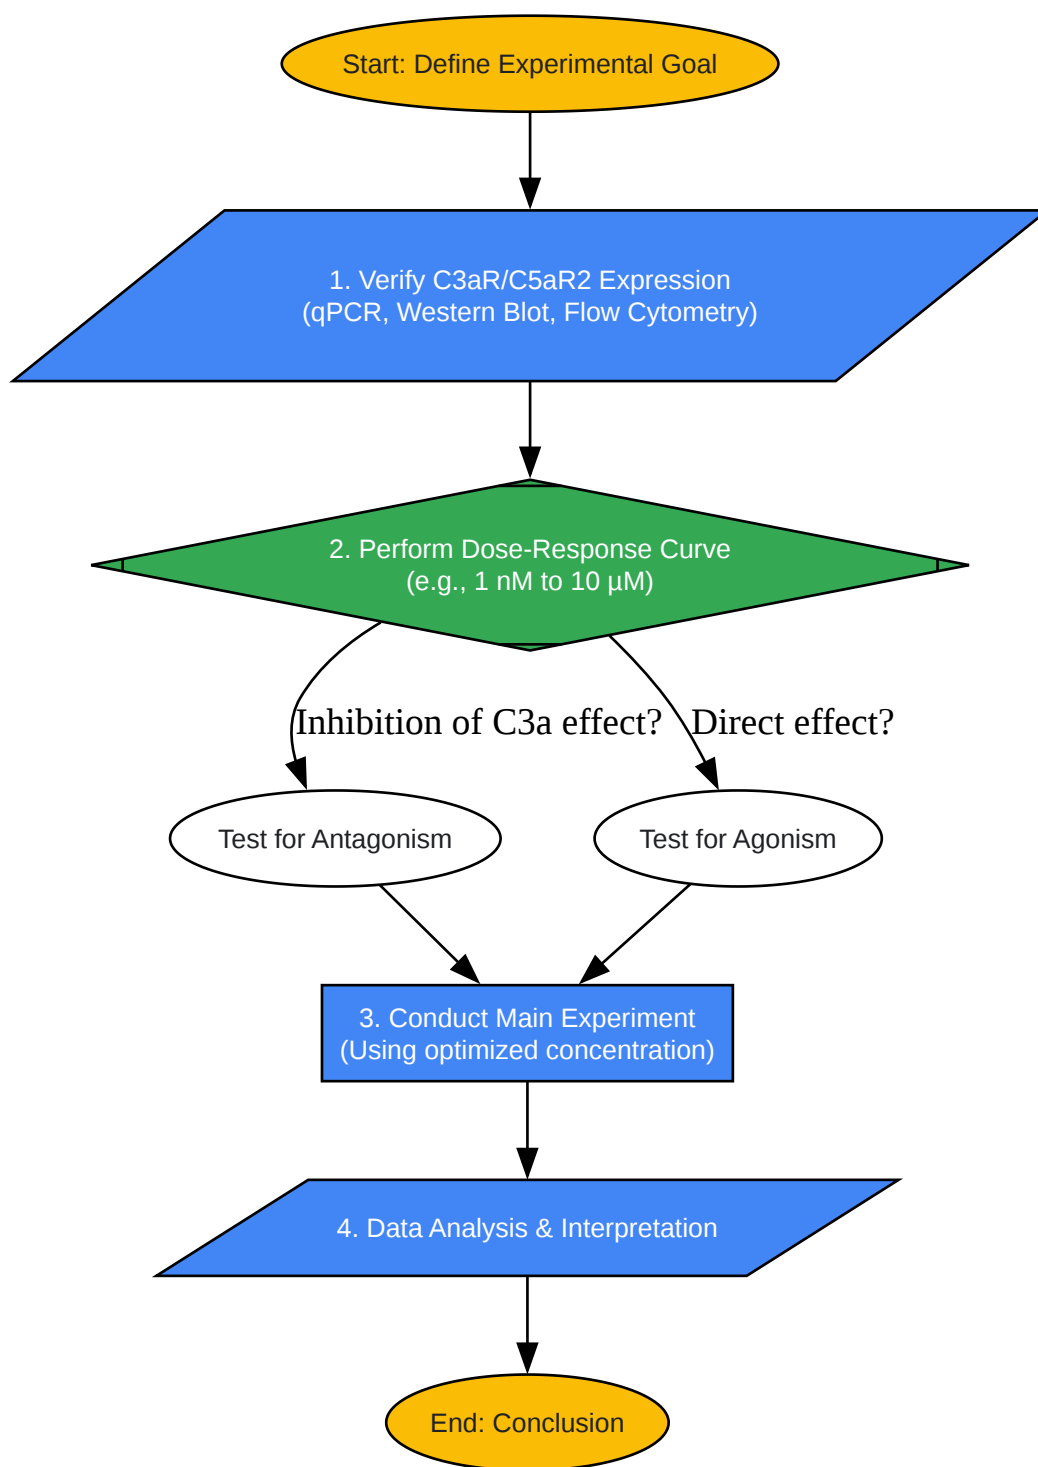 Start: Define Experimental Goal
1. Verify C3aR/C5aR2 Expression
(qPCR, Western Blot, Flow Cytometry)
2. Perform Dose-Response Curve
(e.g., 1 nM to 10 µM)
Inhibition of C3a effect?
Direct effect?
Test for Antagonism
Test for Agonism
3. Conduct Main Experiment
(Using optimized concentration)
4. Data Analysis & Interpretation
End: Conclusion